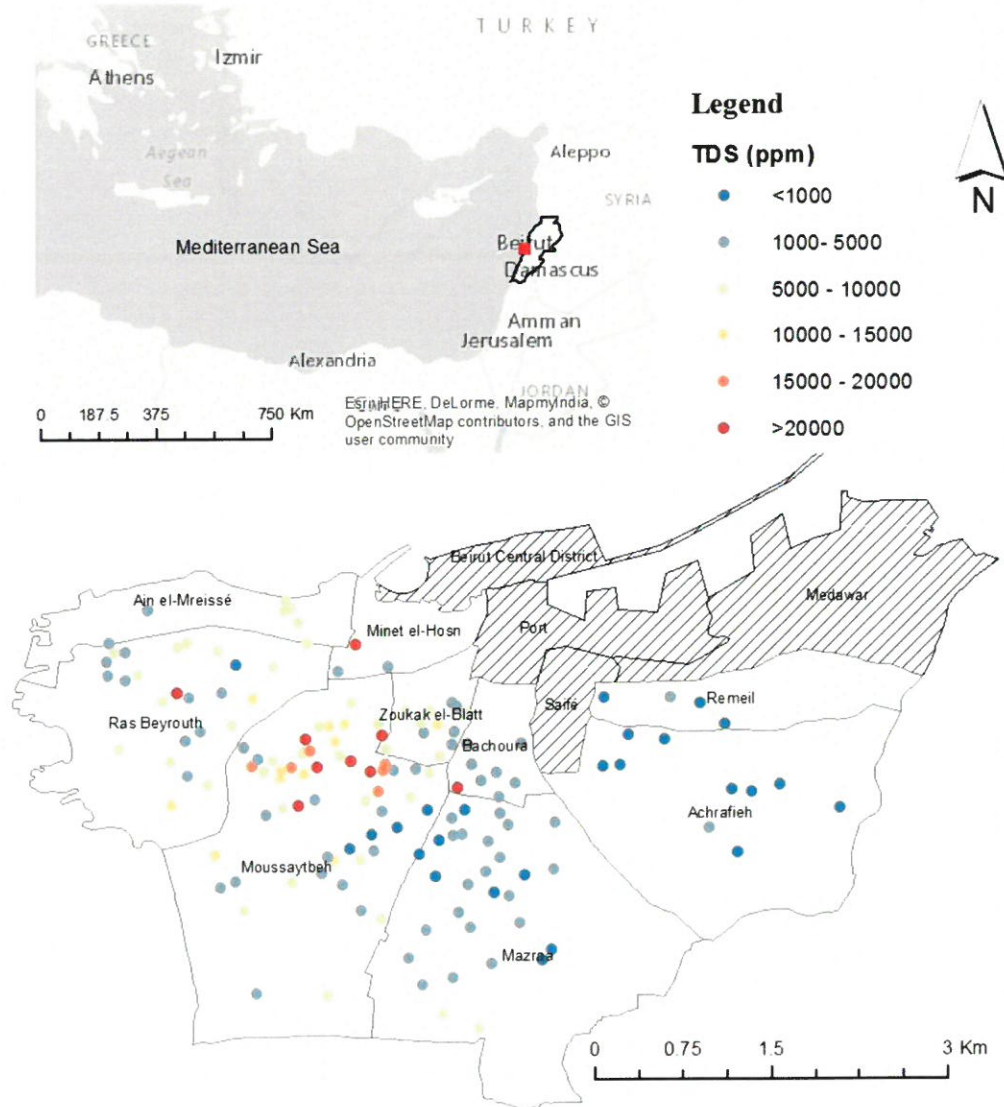 TURKEY
GREECE
Izmir
Athens
Aegean
Sea
Aleppo
SYRIA
Mediterranean Sea
Beirut
Damascus
Amman
Jerusalem
Alexandria
JORDAN
0 187.5 375 750 Km
Esri, HERE, DeLorme, MapmyIndia, ©
OpenStreetMap contributors, and the GIS
user community
Legend
TDS (ppm)
<1000
1000- 5000
5000 - 10000
10000 - 15000
15000 - 20000
>20000
N
Beirut Central District
Ain el-Mreissé
Medawar
Minet el-Hosn
Port
Remeil
Saifé
Ras Beyrouth
Zoukak el-Blatt
Bachoura
Achrafieh
Moussaytbeh
Mazraa
0 0.75 1.5 3 Km